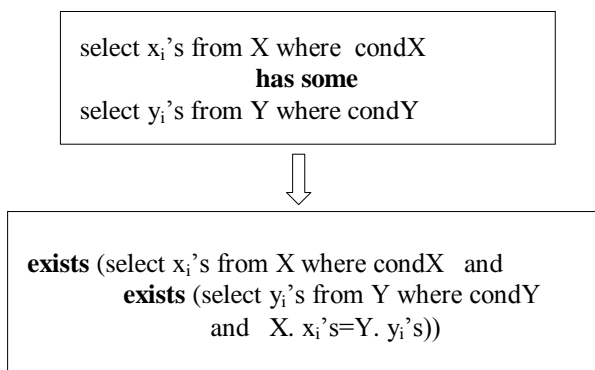 select xᵢ’s from X where condX
has some
select yᵢ’s from Y where condY
exists (select xᵢ’s from X where condX and
exists (select yᵢ’s from Y where condY
and X. xᵢ’s=Y. yᵢ’s))